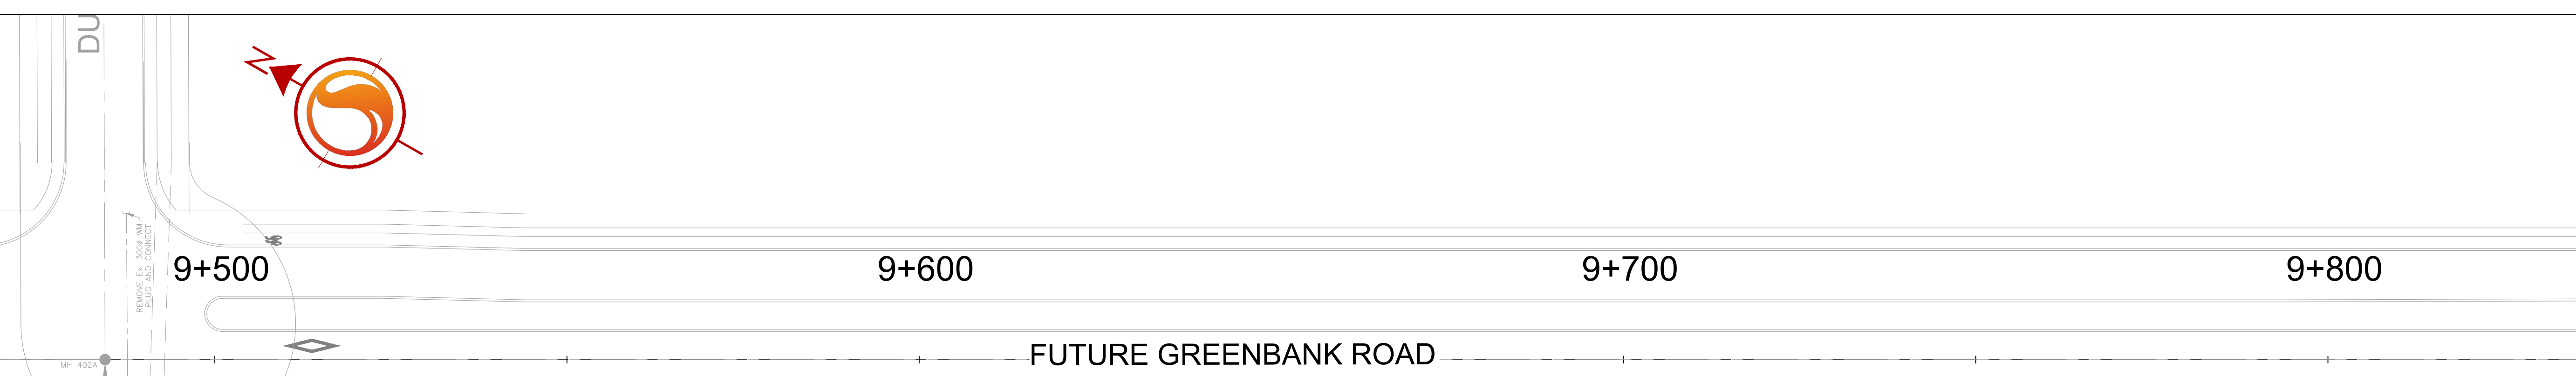 DU
N
REMOVE Ex. 300Ø WM
PLUG AND CONNECT
9+500
9+600
9+700
9+800
FUTURE GREENBANK ROAD
MH 402A